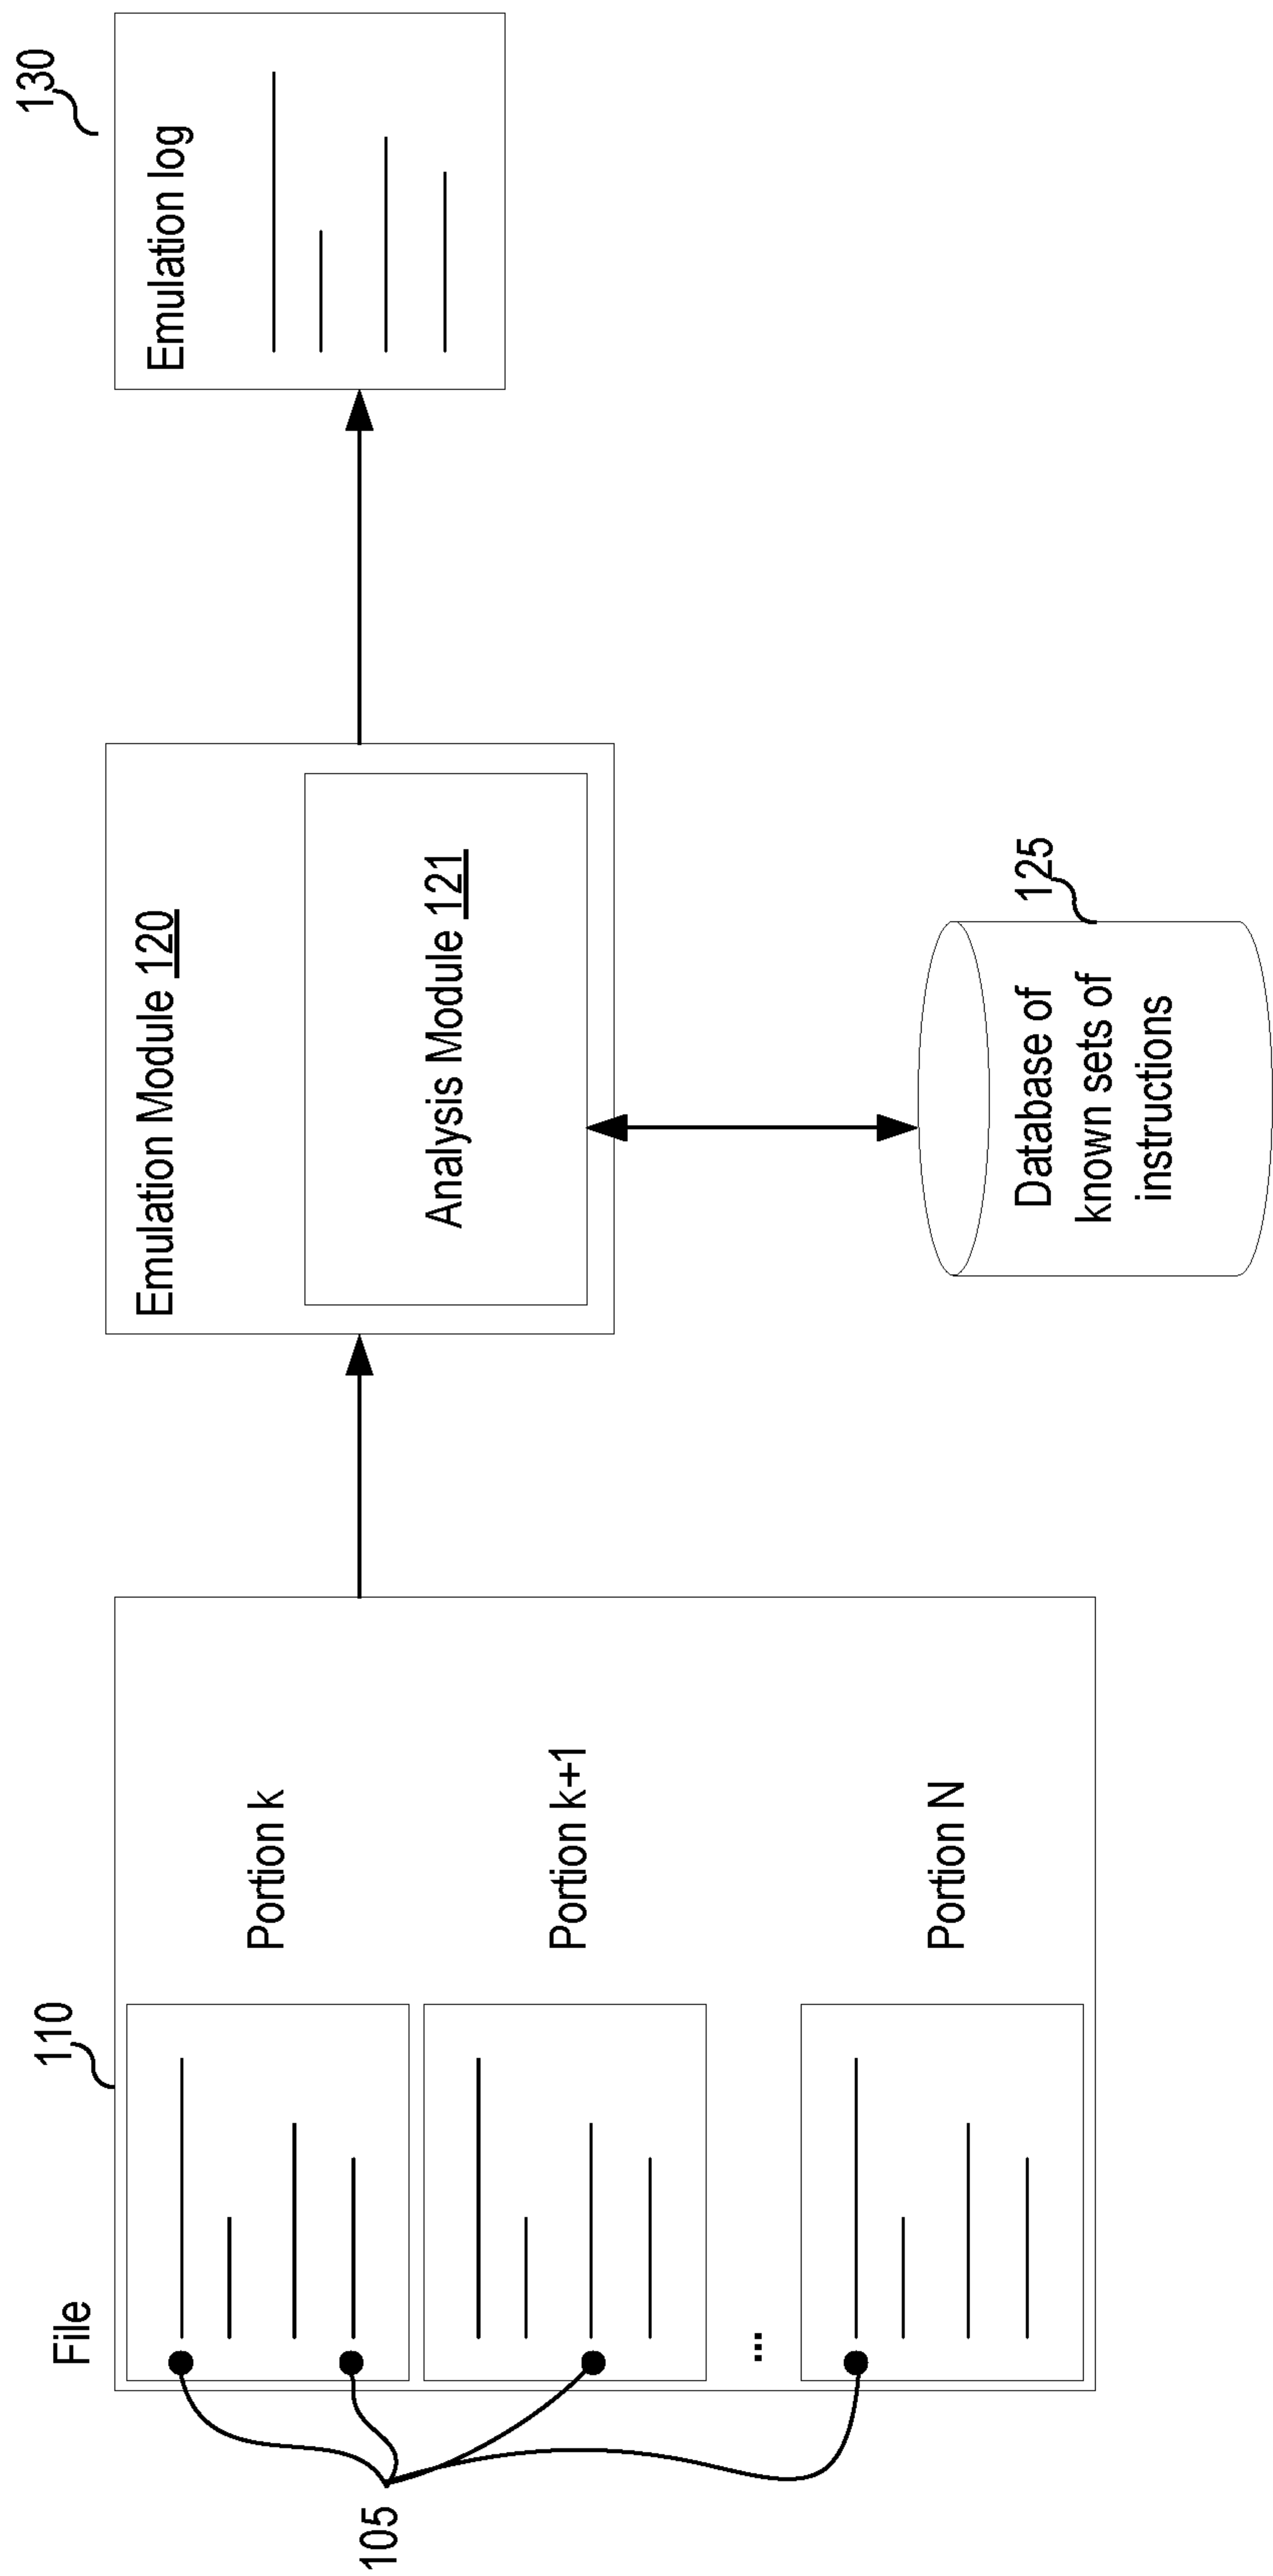 File
110
Portion k
Portion k+1
...
Portion N
105
Emulation Module 120
Analysis Module 121
Database of
known sets of
instructions
125
130
Emulation log